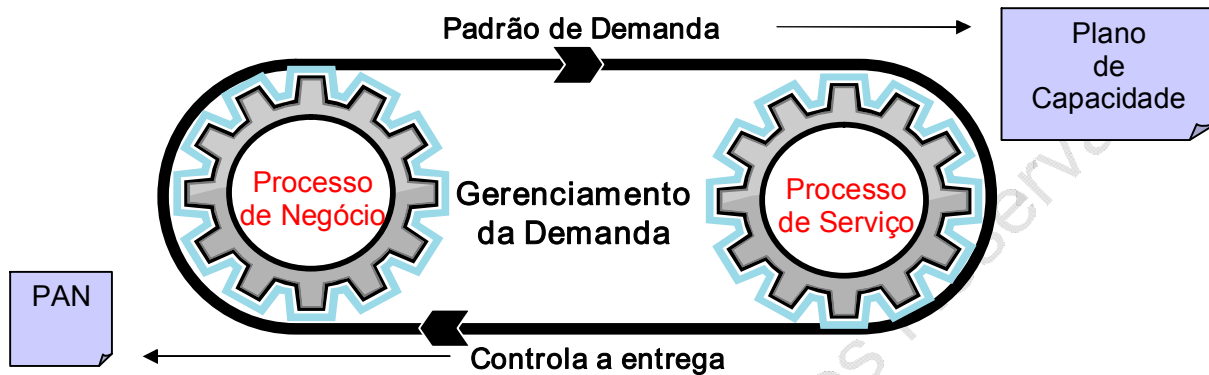 Padrão de Demanda
Plano
de
Capacidade
Processo
de Negócio
Gerenciamento
da Demanda
Processo
de Serviço
PAN
Controla a entrega